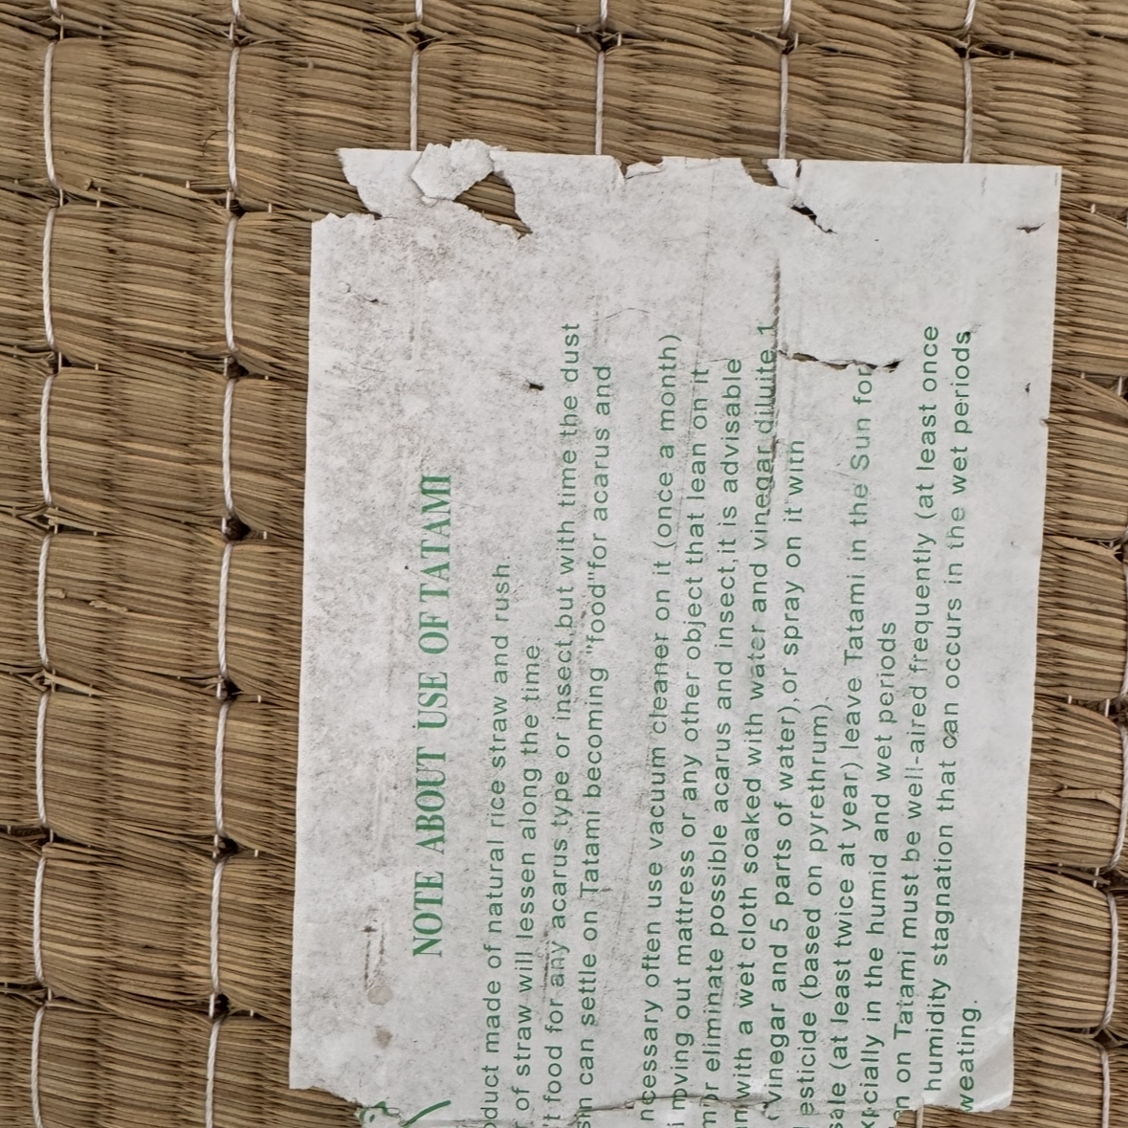 NOTE ABOUT USE OF TATAMI
oduct made of natural rice straw and rush.
of straw will lessen along the time.
't food for any acarus type or insect,but with time the dust
can settle on Tatami becoming "food"for acarus and
necessary often use vacuum cleaner on it (once a month)
moving out mattress or any other object that lean on it
or eliminate possible acarus and insect,it is advisable
with a wet cloth soaked with water and vinegar diluite 1
vinegar and 5 parts of water),or spray on it with
esticide (based on pyrethrum)
(at least twice at year) leave Tatami in the Sun for
cially in the humid and wet periods
on Tatami must be well-aired frequently (at least once
humidity stagnation that can occurs in the wet periods
weating.